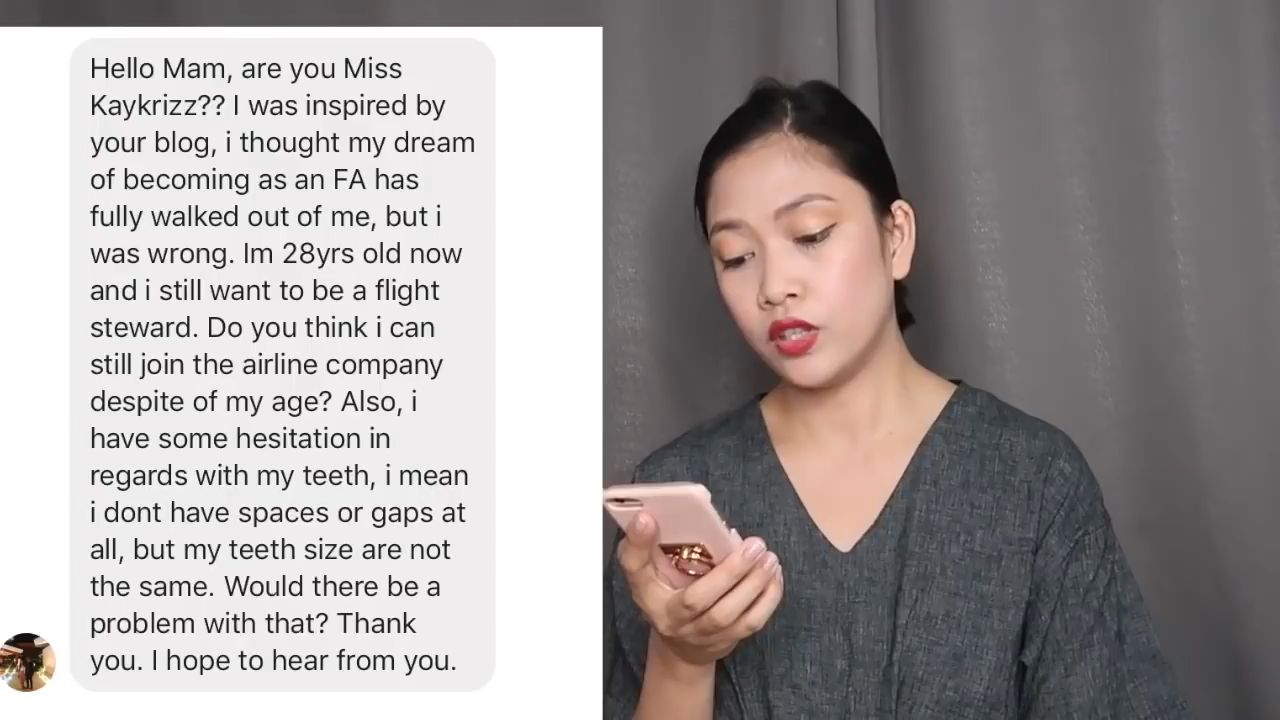 Hello Mam, are you Miss
Kaykrizz?? I was inspired by
your blog, i thought my dream
of becoming as an FA has
fully walked out of me, but i
was wrong. Im 28yrs old now
and i still want to be a flight
steward. Do you think i can
still join the airline company
despite of my age? Also, i
have some hesitation in
regards with my teeth, i mean
i dont have spaces or gaps at
all, but my teeth size are not
the same. Would there be a
problem with that? Thank
you. I hope to hear from you.